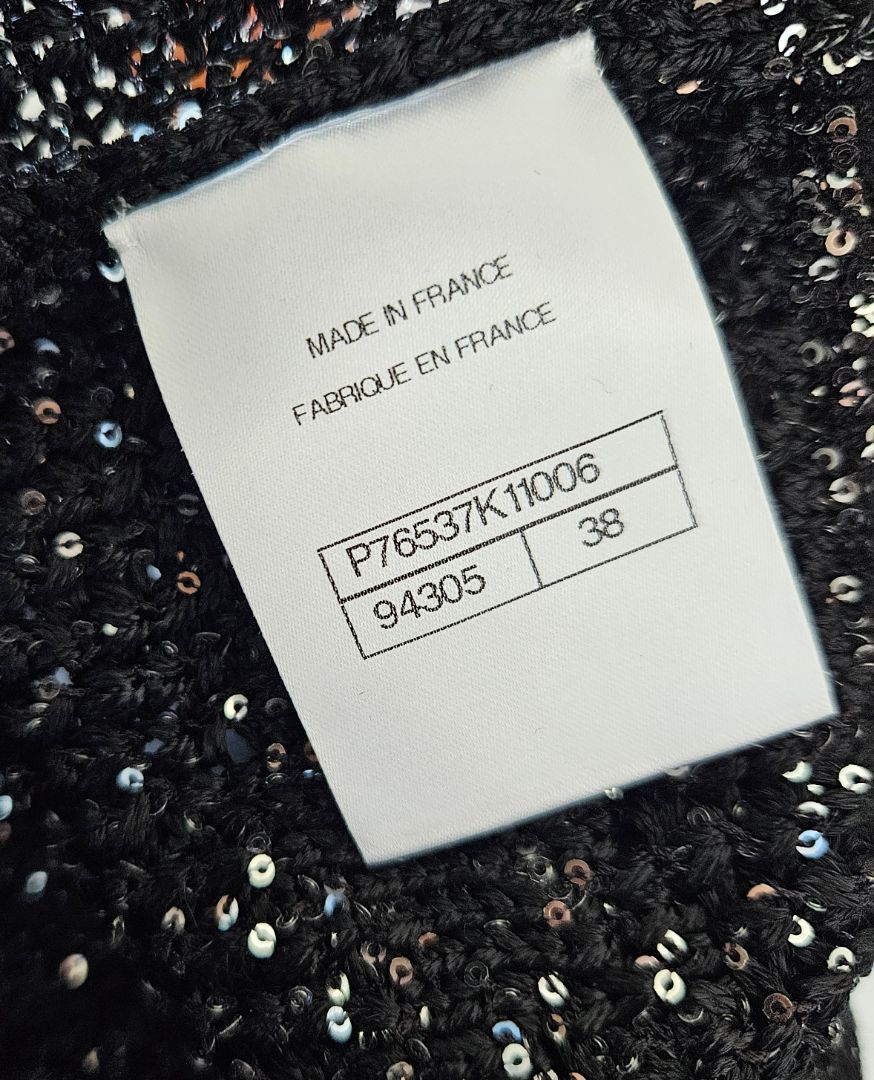 MADE IN FRANCE
FABRIQUE EN FRANCE
P76537K11006
94305 38